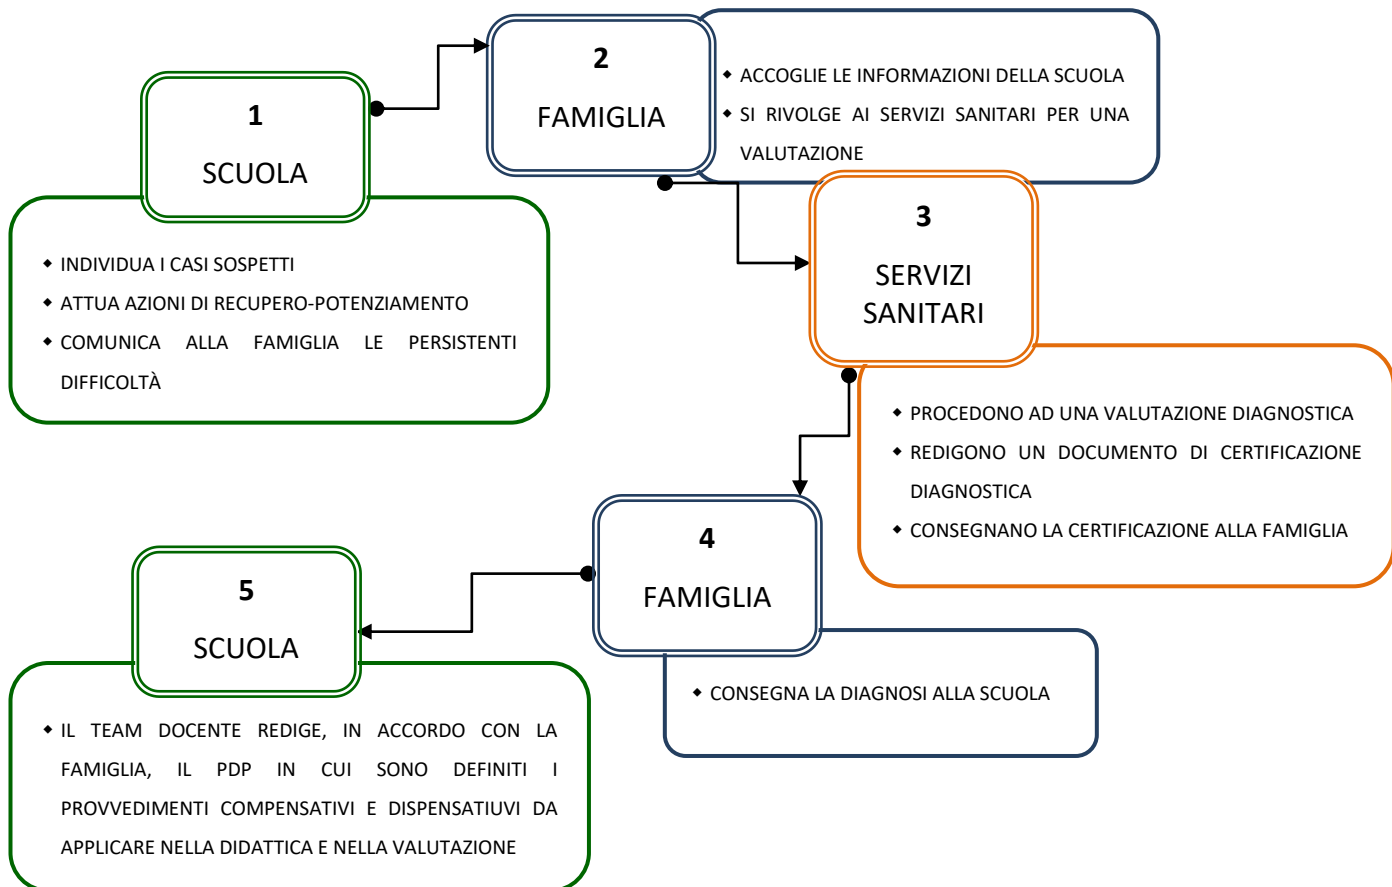 1
SCUOLA
◆ INDIVIDUA I CASI SOSPETTI
◆ ATTUA AZIONI DI RECUPERO-POTENZIAMENTO
◆ COMUNICA ALLA FAMIGLIA LE PERSISTENTI
DIFFICOLTÀ
2
FAMIGLIA
◆ ACCOGLIE LE INFORMAZIONI DELLA SCUOLA
◆ SI RIVOLGE AI SERVIZI SANITARI PER UNA
VALUTAZIONE
3
SERVIZI
SANITARI
◆ PROCEDONO AD UNA VALUTAZIONE DIAGNOSTICA
◆ REDIGONO UN DOCUMENTO DI CERTIFICAZIONE
DIAGNOSTICA
◆ CONSEGNANO LA CERTIFICAZIONE ALLA FAMIGLIA
4
FAMIGLIA
◆ CONSEGNA LA DIAGNOSI ALLA SCUOLA
5
SCUOLA
◆ IL TEAM DOCENTE REDIGE, IN ACCORDO CON LA
FAMIGLIA, IL PDP IN CUI SONO DEFINITI I
PROVVEDIMENTI COMPENSATIVI E DISPENSATIUVI DA
APPLICARE NELLA DIDATTICA E NELLA VALUTAZIONE